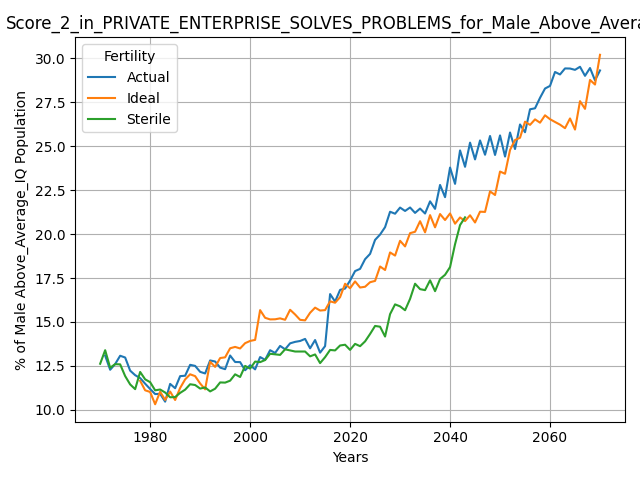 Score_2_in_PRIVATE_ENTERPRISE_SOLVES_PROBLEMS_for_Male_Above_Avera
Fertility
Actual
Ideal
Sterile
% of Male Above_Average_IQ Population
30.0
27.5
25.0
22.5
20.0
17.5
15.0
12.5
10.0
1980
2000
2020
2040
2060
Years